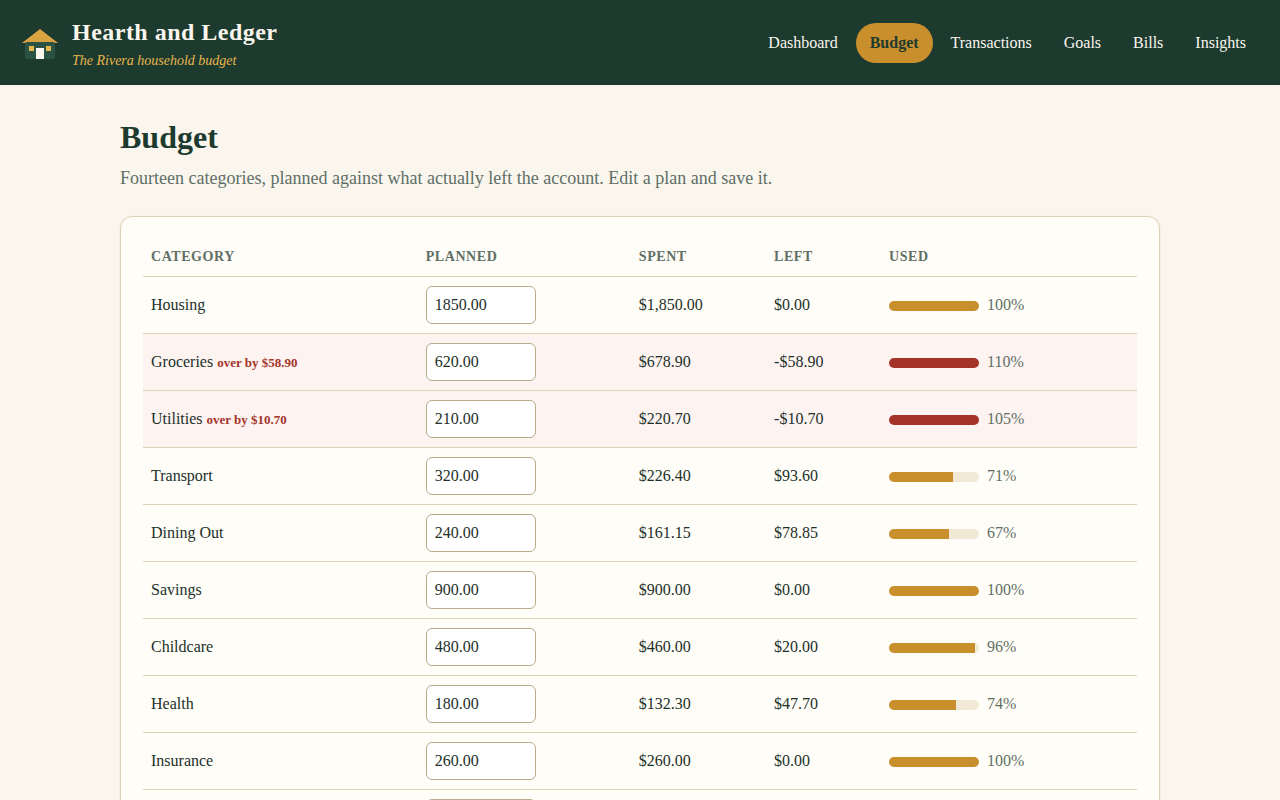 Hearth and Ledger
The Rivera household budget
Dashboard Budget Transactions Goals Bills Insights
Budget
Fourteen categories, planned against what actually left the account. Edit a plan and save it.
CATEGORY PLANNED SPENT LEFT USED
Housing 1850.00 $1,850.00 $0.00 100%
Groceries over by $58.90 620.00 $678.90 -$58.90 110%
Utilities over by $10.70 210.00 $220.70 -$10.70 105%
Transport 320.00 $226.40 $93.60 71%
Dining Out 240.00 $161.15 $78.85 67%
Savings 900.00 $900.00 $0.00 100%
Childcare 480.00 $460.00 $20.00 96%
Health 180.00 $132.30 $47.70 74%
Insurance 260.00 $260.00 $0.00 100%